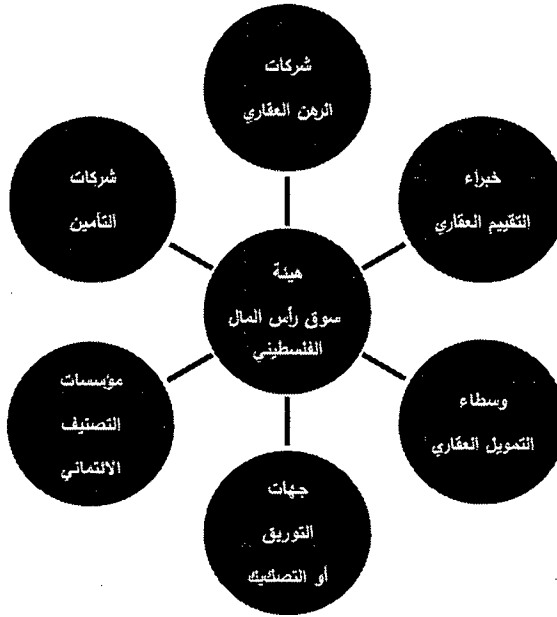 شركات
الرهن العقاري
خبراء
التقييم العقاري
شركات
التأمين
هيئة
سوق رأس المال
الفلسطيني
وسطاء
التمويل العقاري
مؤسسات
التصنيف
الائتماني
جهات
التوريق
أو التصكيك